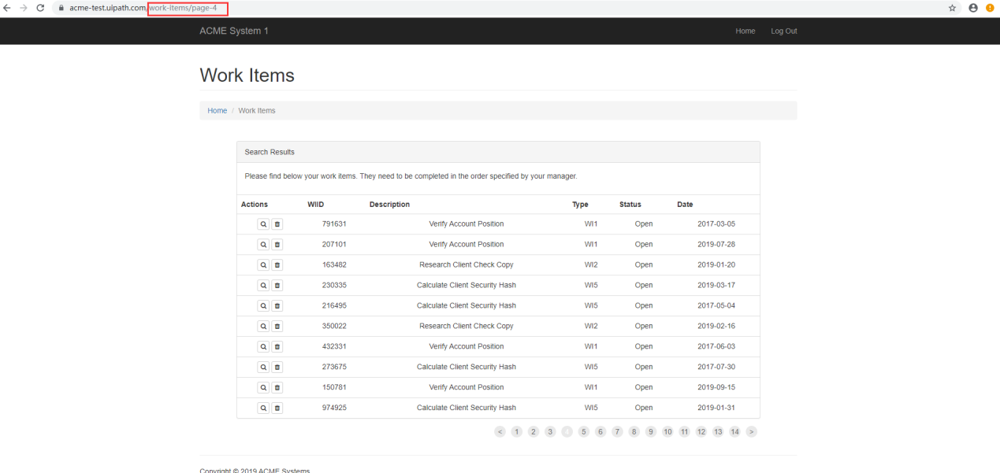 acme-test.uipath.com/work-items/page-4
ACME System 1 Home Log Out
Work Items
Home / Work Items
Search Results
Please find below your work items. They need to be completed in the order specified by your manager.
Actions WIID Description Type Status Date
791631 Verify Account Position WI1 Open 2017-03-05
207101 Verify Account Position WI1 Open 2019-07-28
163482 Research Client Check Copy WI2 Open 2019-01-20
230335 Calculate Client Security Hash WI5 Open 2019-03-17
216495 Calculate Client Security Hash WI5 Open 2017-05-04
350022 Research Client Check Copy WI2 Open 2019-02-16
432331 Verify Account Position WI1 Open 2017-06-03
273675 Calculate Client Security Hash WI5 Open 2017-07-30
150781 Verify Account Position WI1 Open 2019-09-15
974925 Calculate Client Security Hash WI5 Open 2019-01-31
< 1 2 3 4 5 6 7 8 9 10 11 12 13 14 >
Copyright © 2019 ACME Systems